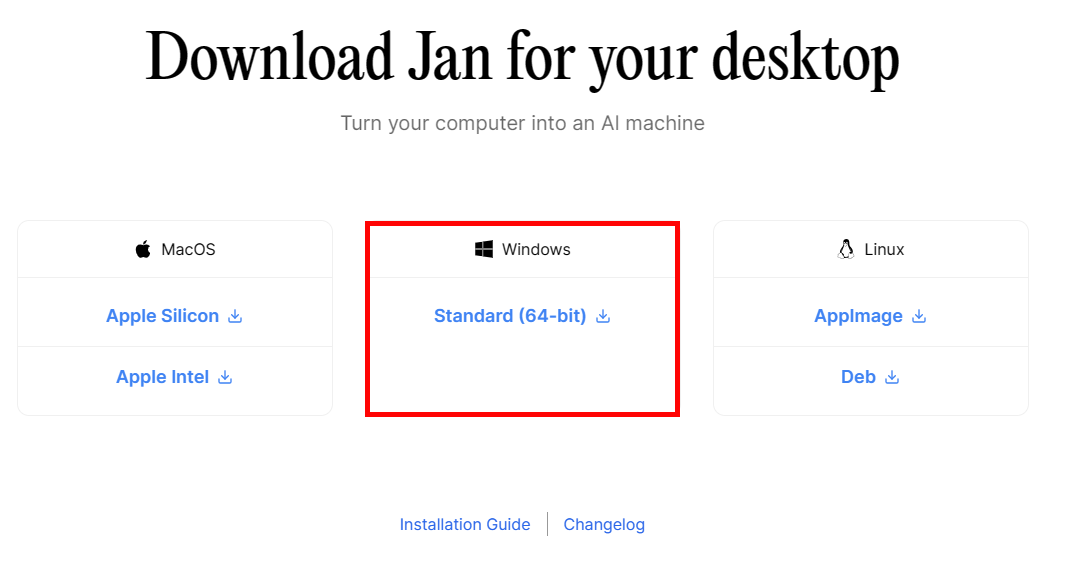 Download Jan for your desktop
Turn your computer into an AI machine
MacOS
Apple Silicon
Apple Intel
Windows
Standard (64-bit)
Linux
AppImage
Deb
Installation Guide
Changelog